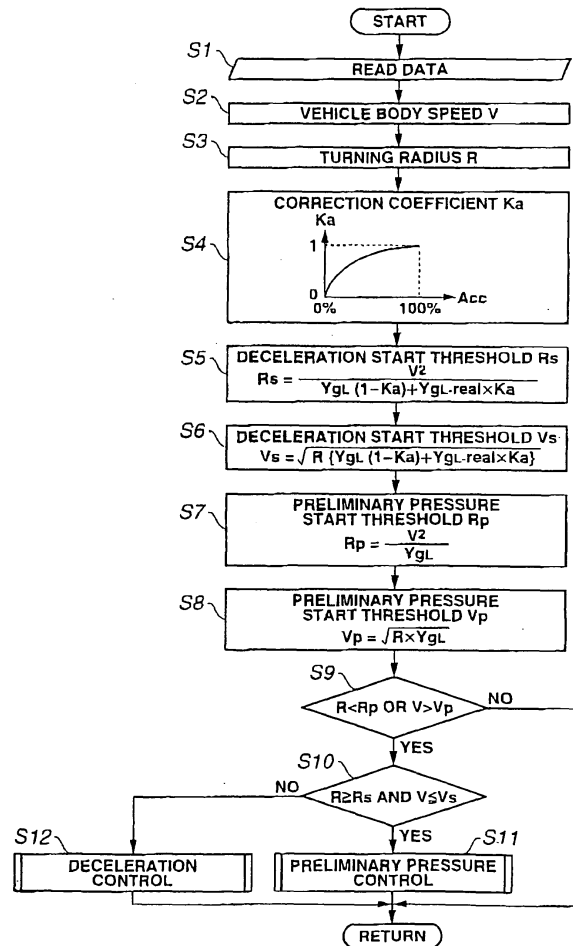 START
S1
READ DATA
S2
VEHICLE BODY SPEED V
S3
TURNING RADIUS R
S4
CORRECTION COEFFICIENT Ka
Ka
1
0
0% 100% Acc
S5
DECELERATION START THRESHOLD Rs
Rs = V2 / YgL (1-Ka)+YgL-real×Ka
S6
DECELERATION START THRESHOLD Vs
Vs = √R {YgL (1-Ka)+YgL-real×Ka}
S7
PRELIMINARY PRESSURE
START THRESHOLD Rp
Rp = V2 / YgL
S8
PRELIMINARY PRESSURE
START THRESHOLD Vp
Vp = √R×YgL
S9
R<Rp OR V>Vp
NO
YES
S10
R≧Rs AND V≦Vs
NO
YES
S12
DECELERATION
CONTROL
S11
PRELIMINARY PRESSURE
CONTROL
RETURN